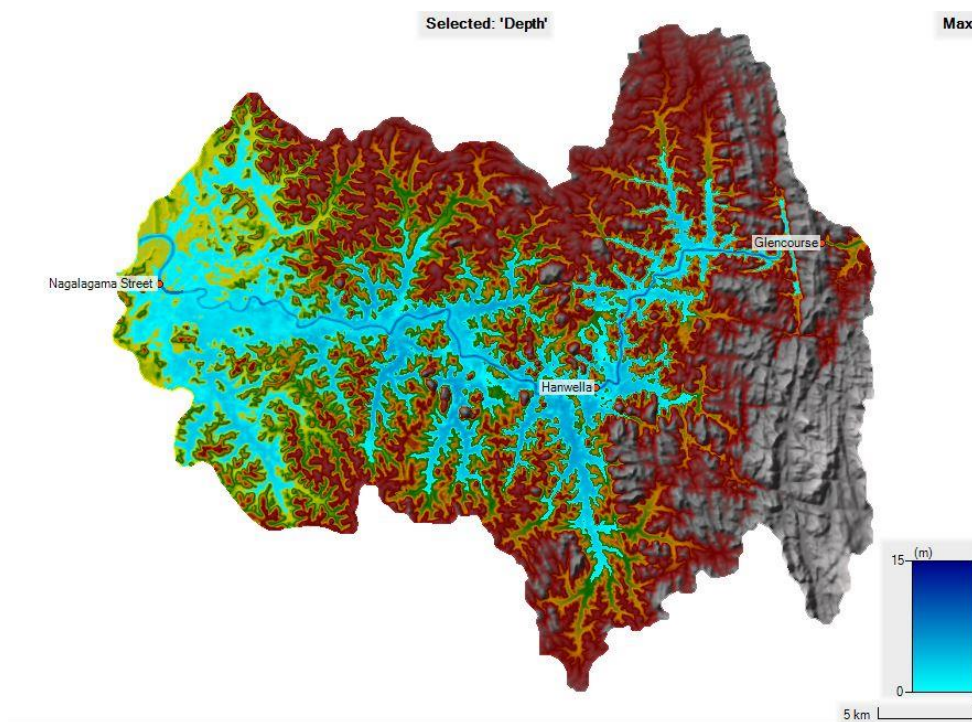 Selected: 'Depth'
Max
Glencourse
Nagalagama Street
Hanwella
(m)
15
0
5 km